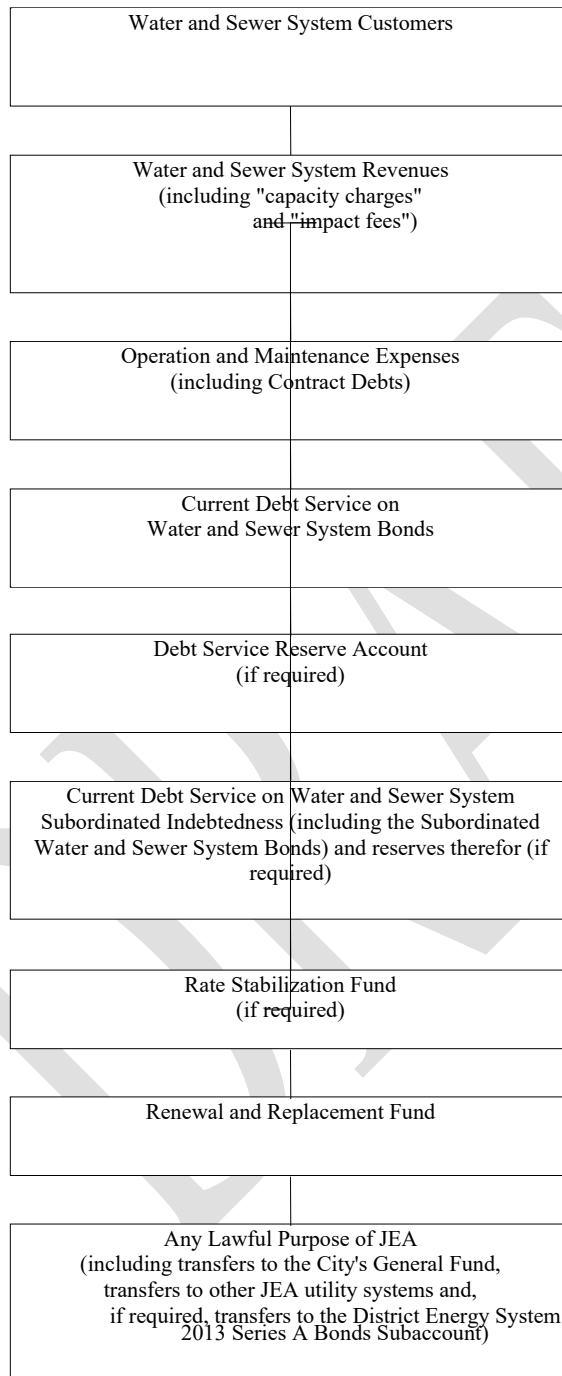 Water and Sewer System Customers
Water and Sewer System Revenues
(including "capacity charges"
and "impact fees")
Operation and Maintenance Expenses
(including Contract Debts)
Current Debt Service on
Water and Sewer System Bonds
Debt Service Reserve Account
(if required)
Current Debt Service on Water and Sewer System
Subordinated Indebtedness (including the Subordinated
Water and Sewer System Bonds) and reserves therefor (if
required)
Rate Stabilization Fund
(if required)
Renewal and Replacement Fund
Any Lawful Purpose of JEA
(including transfers to the City's General Fund,
transfers to other JEA utility systems and,
if required, transfers to the District Energy System
2013 Series A Bonds Subaccount)